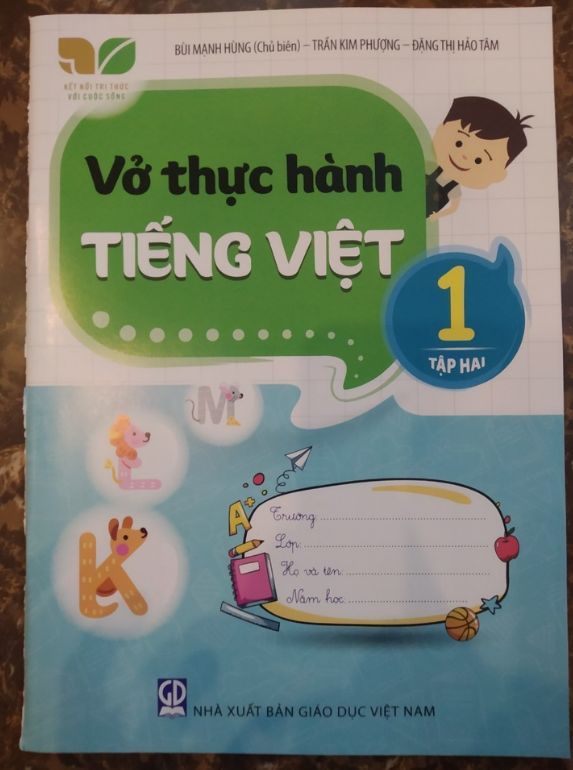 BÙI MẠNH HÙNG (Chủ biên) – TRẦN KIM PHƯỢNG – ĐẶNG THỊ HẢO TÂM
KẾT NỐI TRI THỨC
VỚI CUỘC SỐNG
Vở thực hành
TIẾNG VIỆT
1
TẬP HAI
M
L
K
A+
Trường
Lớp:
Họ và tên:
Năm học:
GD
NHÀ XUẤT BẢN GIÁO DỤC VIỆT NAM